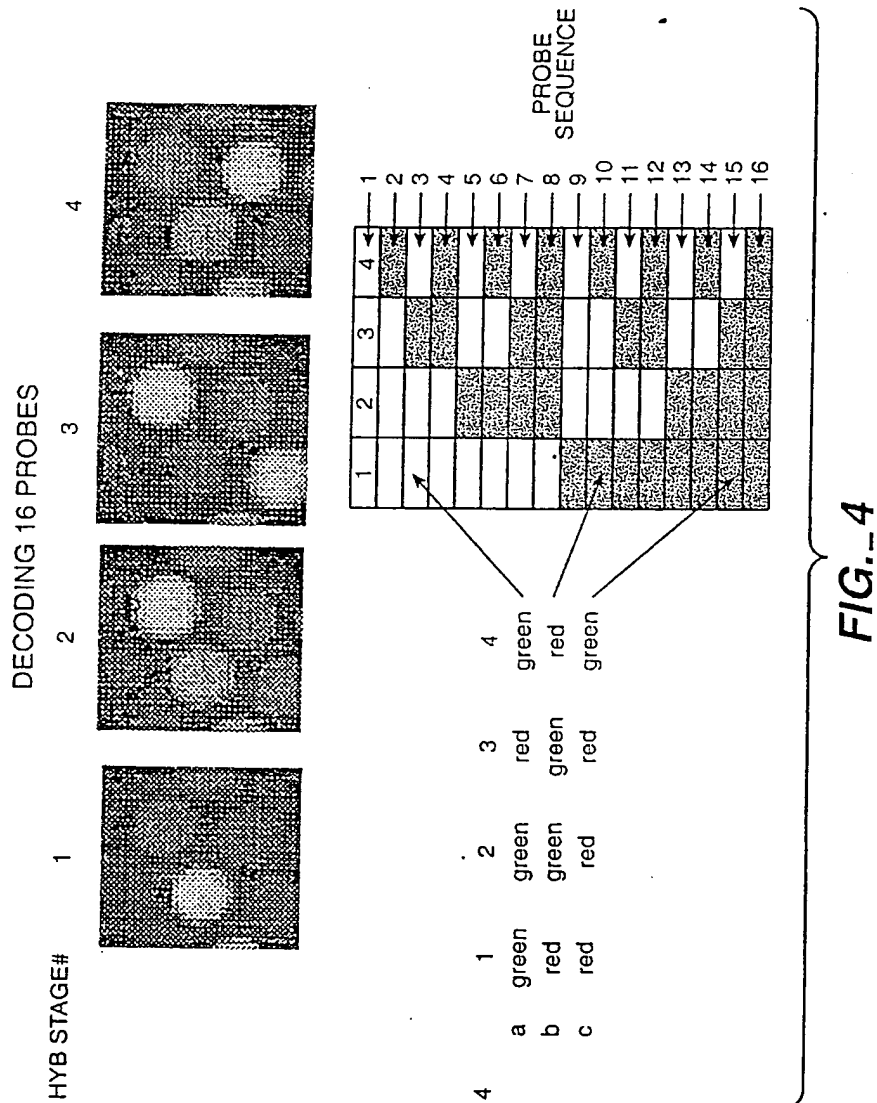 DECODING 16 PROBES
HYB STAGE# 1 2 3 4
4 1 2 3 4
a green green red green
b red green green red
c red red red green
1 2 3 4
1
2
3
4
5
6
7
8
9
10
11
12
13
14
15
16
PROBE
SEQUENCE
FIG._4